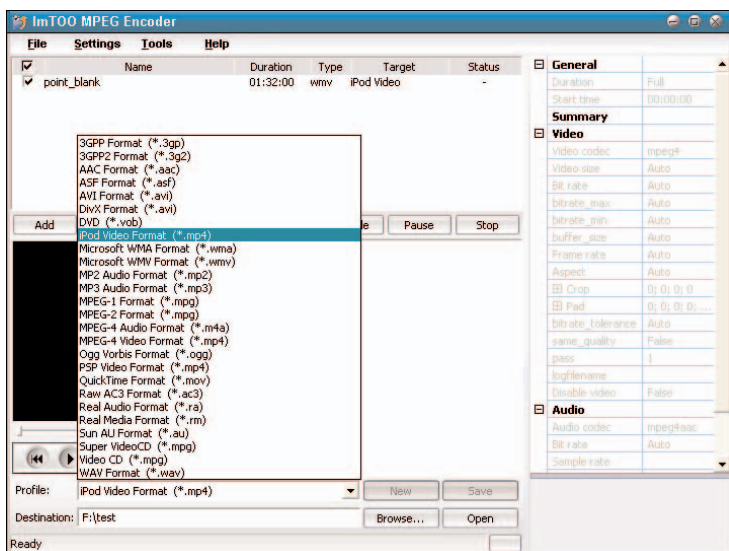 ImTOO MPEG Encoder
File Settings Tools Help
Name Duration Type Target Status
point_blank 01:32:00 wmv iPod Video -
3GPP Format (*.3gp)
3GPP2 Format (*.3g2)
AAC Format (*.aac)
ASF Format (*.asf)
AVI Format (*.avi)
DivX Format (*.avi)
DVD (*.vob)
iPod Video Format (*.mp4)
Microsoft WMA Format (*.wma)
Microsoft WMV Format (*.wmv)
MP2 Audio Format (*.mp2)
MP3 Audio Format (*.mp3)
MPEG-1 Format (*.mpg)
MPEG-2 Format (*.mpg)
MPEG-4 Audio Format (*.m4a)
MPEG-4 Video Format (*.mp4)
Ogg Vorbis Format (*.ogg)
PSP Video Format (*.mp4)
QuickTime Format (*.mov)
Raw AC3 Format (*.ac3)
Real Audio Format (*.ra)
Real Media Format (*.rm)
Sun AU Format (*.au)
Super VideoCD (*.mpg)
Video CD (*.mpg)
WAV Format (*.wav)
Add Pause Stop
Profile: iPod Video Format (*.mp4) New Save
Destination: F:\test Browse... Open
Ready
General
Duration Full
Start time 00:00:00
Summary
Video
Video codec mpeg4
Video size Auto
Bit rate Auto
bitrate_max Auto
bitrate_min Auto
buffer_size Auto
Frame rate Auto
Aspect Auto
Crop 0; 0; 0; 0
Pad 0; 0; 0; 0; ...
bitrate_tolerance Auto
same_quality False
pass 1
logfilename
Disable video False
Audio
Audio codec mpeg4aac
Bit rate Auto
Sample rate